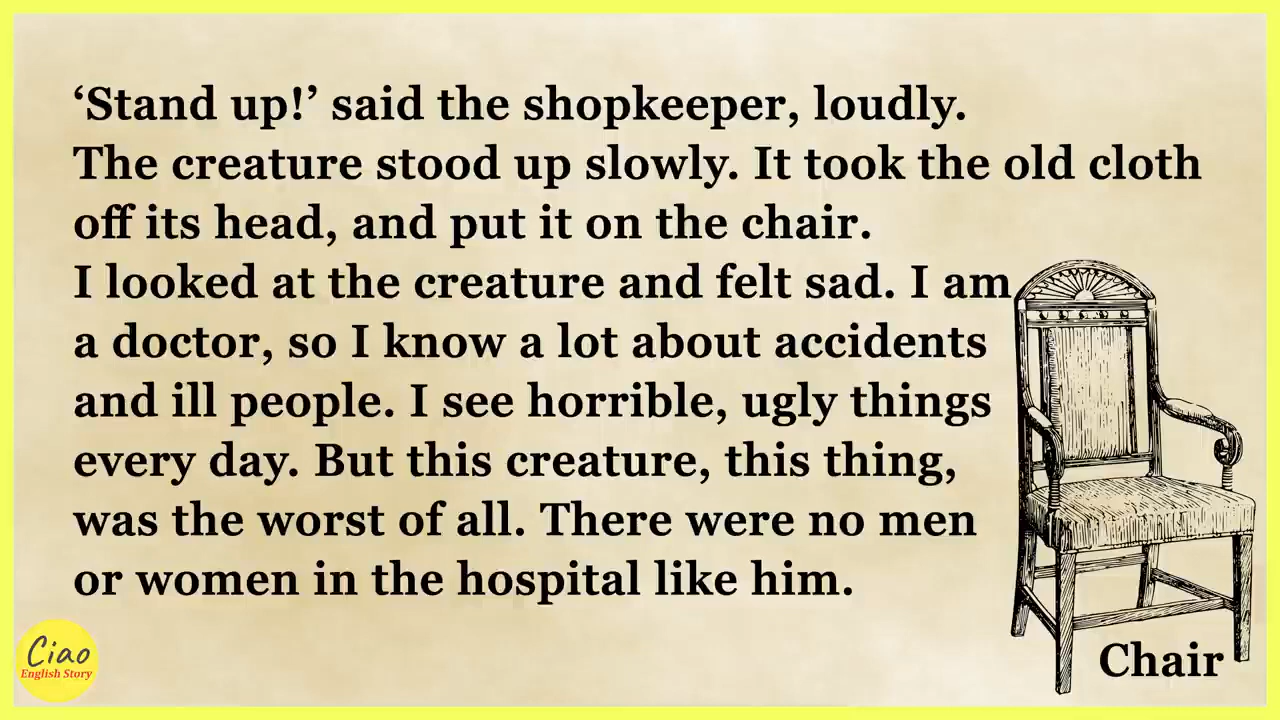 ‘Stand up!’ said the shopkeeper, loudly.
The creature stood up slowly. It took the old cloth
off its head, and put it on the chair.
I looked at the creature and felt sad. I am
a doctor, so I know a lot about accidents
and ill people. I see horrible, ugly things
every day. But this creature, this thing,
was the worst of all. There were no men
or women in the hospital like him.
Chair
Ciao
English Story